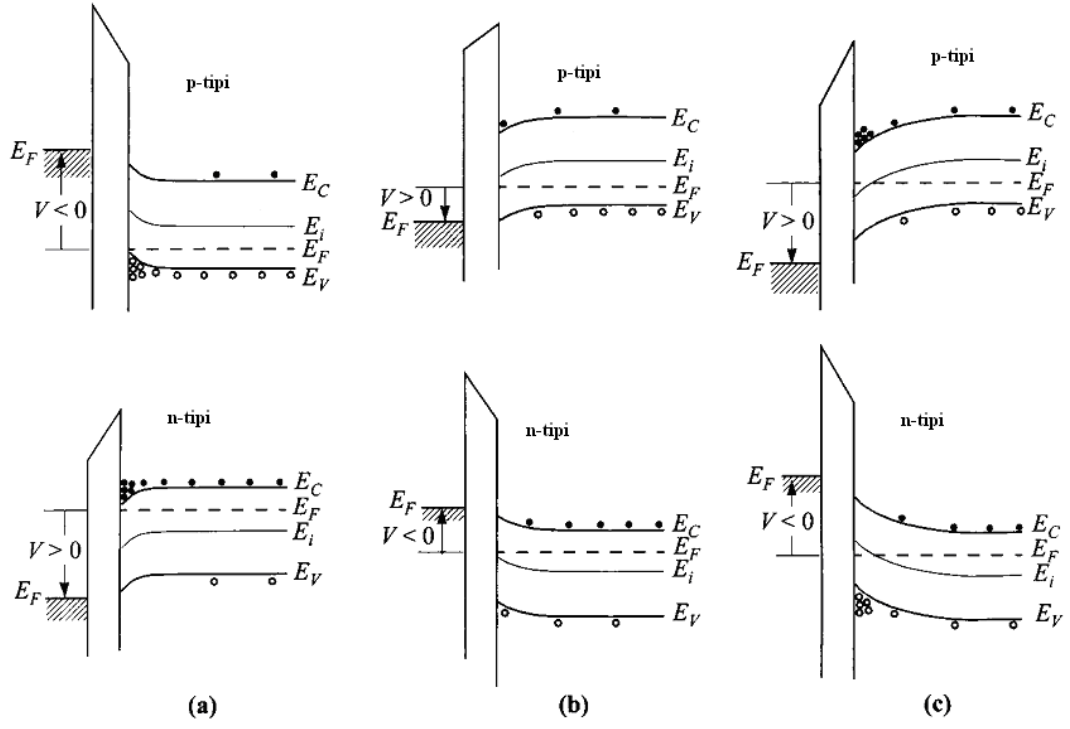 p-tipi
E_F
V < 0
E_C
E_i
E_F
E_V
p-tipi
V > 0
E_F
E_C
E_i
E_F
E_V
p-tipi
V > 0
E_F
E_C
E_i
E_F
E_V
n-tipi
V > 0
E_F
E_C
E_F
E_i
E_V
n-tipi
E_F
V < 0
E_C
E_F
E_i
E_V
n-tipi
E_F
V < 0
E_C
E_F
E_i
E_V
(a)
(b)
(c)